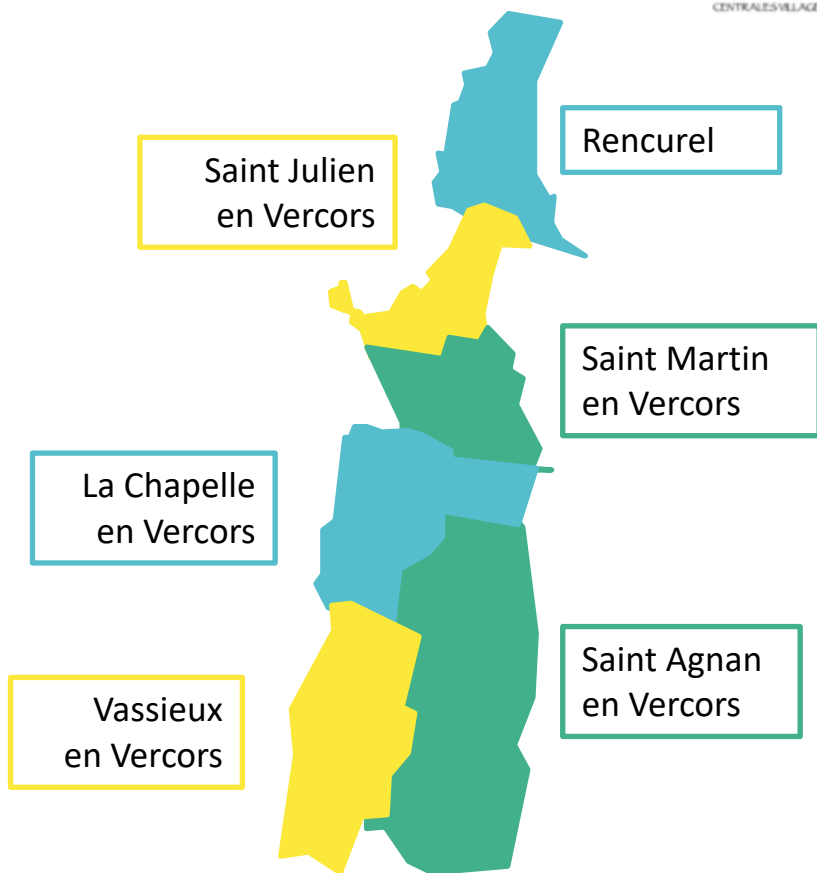 CENTRALES VILLAGE
Rencurel
Saint Julien
en Vercors
Saint Martin
en Vercors
La Chapelle
en Vercors
Saint Agnan
en Vercors
Vassieux
en Vercors